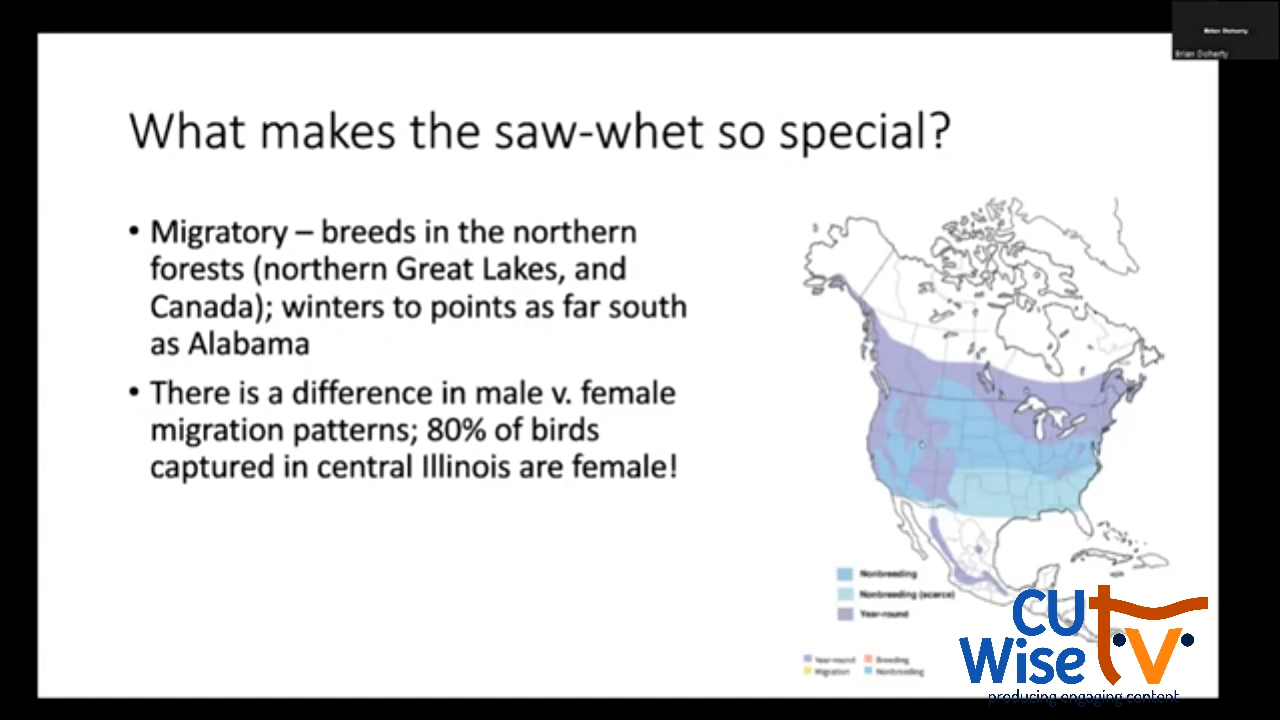 Brian Doherty
Brian Doherty
What makes the saw-whet so special?
• Migratory – breeds in the northern
forests (northern Great Lakes, and
Canada); winters to points as far south
as Alabama
• There is a difference in male v. female
migration patterns; 80% of birds
captured in central Illinois are female!
Nonbreeding
Nonbreeding (scarce)
Year-round
Year-round Breeding
Migration Nonbreeding
CU
Wise tv
producing engaging content